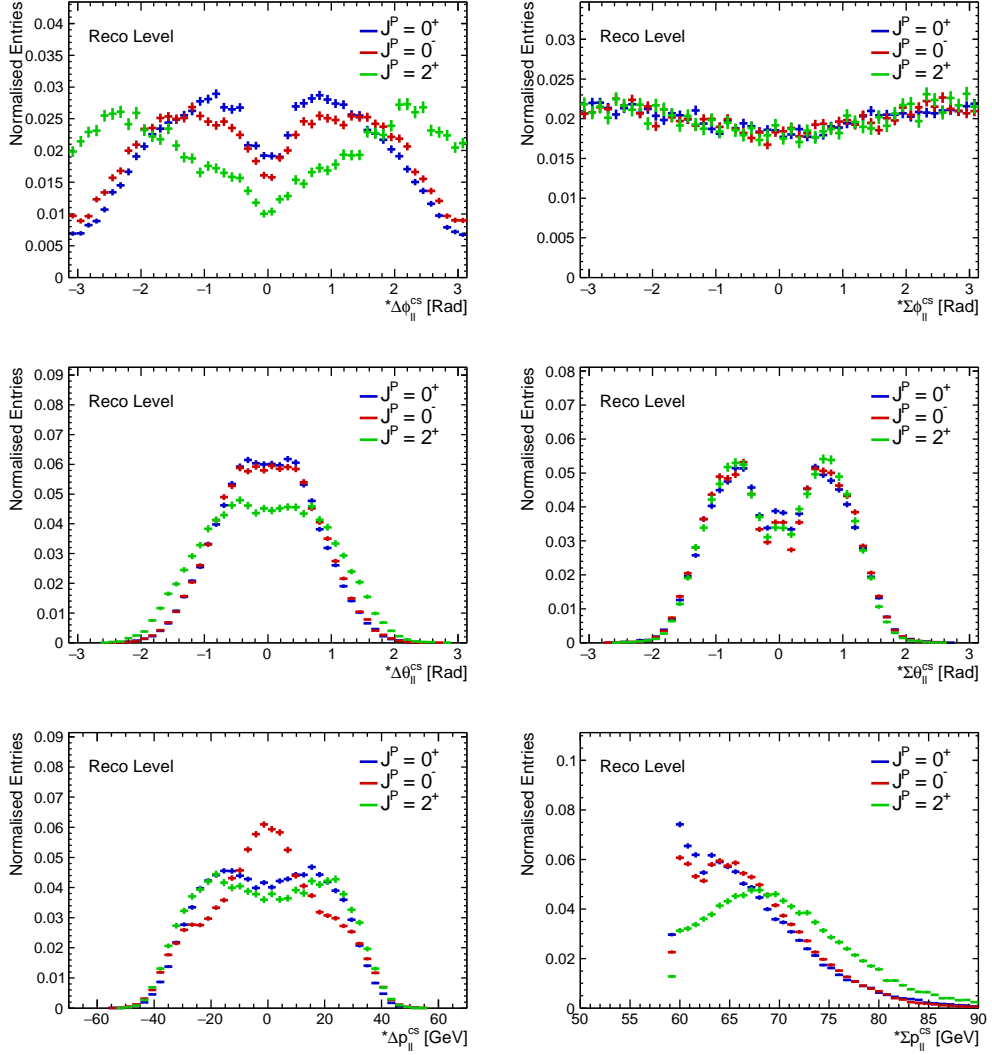 Normalised Entries
0.04
0.035
0.03
0.025
0.02
0.015
0.01
0.005
0
Reco Level
J^P = 0^+
J^P = 0^-
J^P = 2^+
−3 −2 −1 0 1 2 3
*Δϕ_ll^cs [Rad]
Normalised Entries
0.03
0.025
0.02
0.015
0.01
0.005
0
Reco Level
J^P = 0^+
J^P = 0^-
J^P = 2^+
−3 −2 −1 0 1 2 3
*Σϕ_ll^cs [Rad]
Normalised Entries
0.09
0.08
0.07
0.06
0.05
0.04
0.03
0.02
0.01
0
Reco Level
J^P = 0^+
J^P = 0^-
J^P = 2^+
−3 −2 −1 0 1 2 3
*Δθ_ll^cs [Rad]
Normalised Entries
0.08
0.07
0.06
0.05
0.04
0.03
0.02
0.01
0
Reco Level
J^P = 0^+
J^P = 0^-
J^P = 2^+
−3 −2 −1 0 1 2 3
*Σθ_ll^cs [Rad]
Normalised Entries
0.09
0.08
0.07
0.06
0.05
0.04
0.03
0.02
0.01
0
Reco Level
J^P = 0^+
J^P = 0^-
J^P = 2^+
−60 −40 −20 0 20 40 60
*Δp_ll^cs [GeV]
Normalised Entries
0.1
0.08
0.06
0.04
0.02
0
Reco Level
J^P = 0^+
J^P = 0^-
J^P = 2^+
50 55 60 65 70 75 80 85 90
*Σp_ll^cs [GeV]